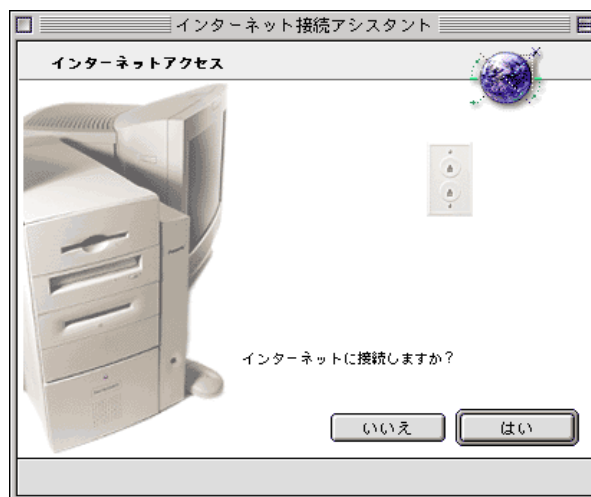 インターネット接続アシスタント
インターネットアクセス
インターネットに接続しますか？
いいえ
はい